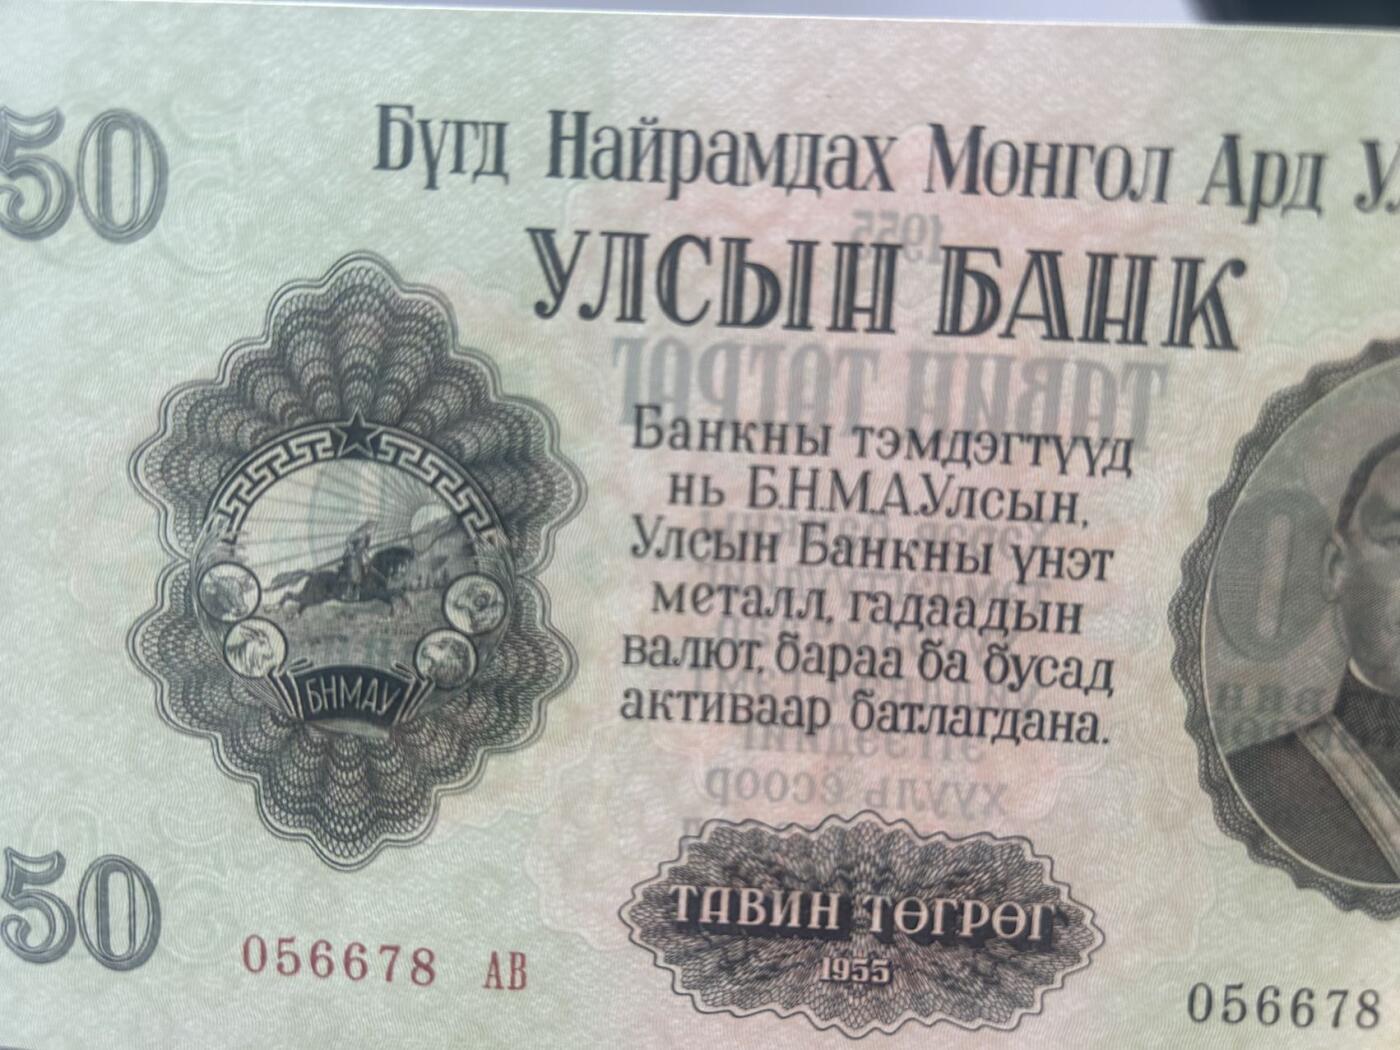 50
Бүгд Найрамдах Монгол Ард
УЛСЫН БАНК
Банкны тэмдэгтүүд
нь Б.Н.М.А.Улсын,
Улсын Банкны үнэт
металл, гадаадын
валют, бараа ба бусад
активаар батлагдана.
БНМАУ
50
056678 АВ
ТАВИН ТӨГРӨГ
1955
056678